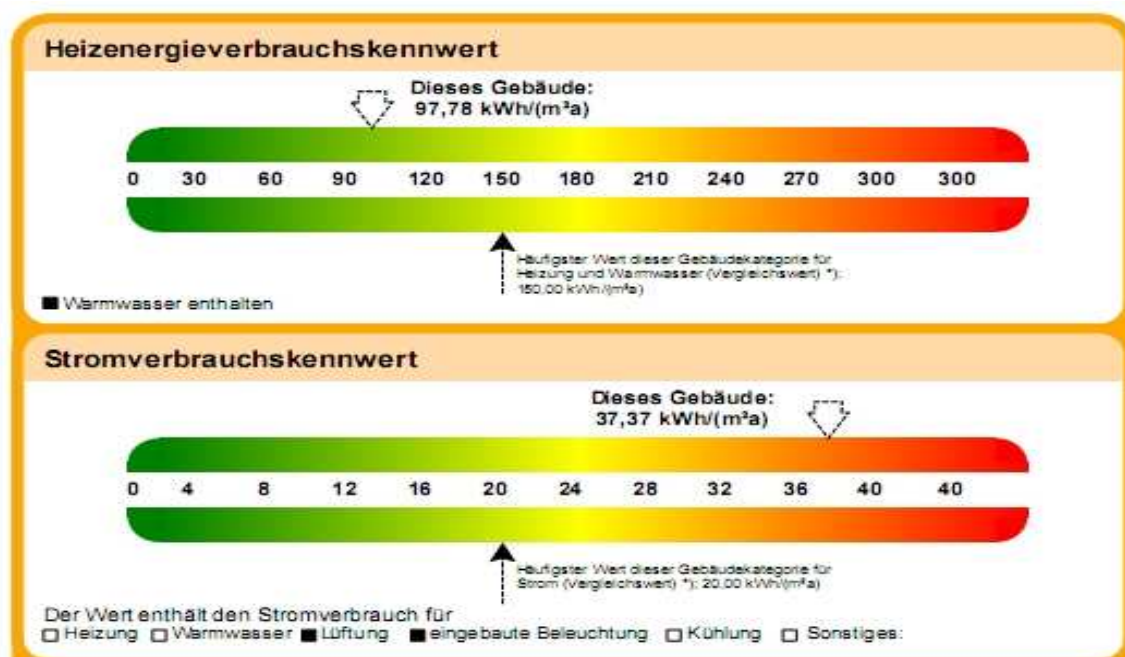 Heizenergieverbrauchskennwert
Dieses Gebäude:
97,78 kWh/(m²a)
0 30 60 90 120 150 180 210 240 270 300 300
Häufigster Wert dieser Gebäudekategorie für
Heizung und Warmwasser (Vergleichswert) *):
150,00 kWh/(m²a)
Warmwasser enthalten
Stromverbrauchskennwert
Dieses Gebäude:
37,37 kWh/(m²a)
0 4 8 12 16 20 24 28 32 36 40 40
Häufigster Wert dieser Gebäudekategorie für
Strom (Vergleichswert) *): 20,00 kWh/(m²a)
Der Wert enthält den Stromverbrauch für
Heizung Warmwasser Lüftung eingebaute Beleuchtung Kühlung Sonstiges: